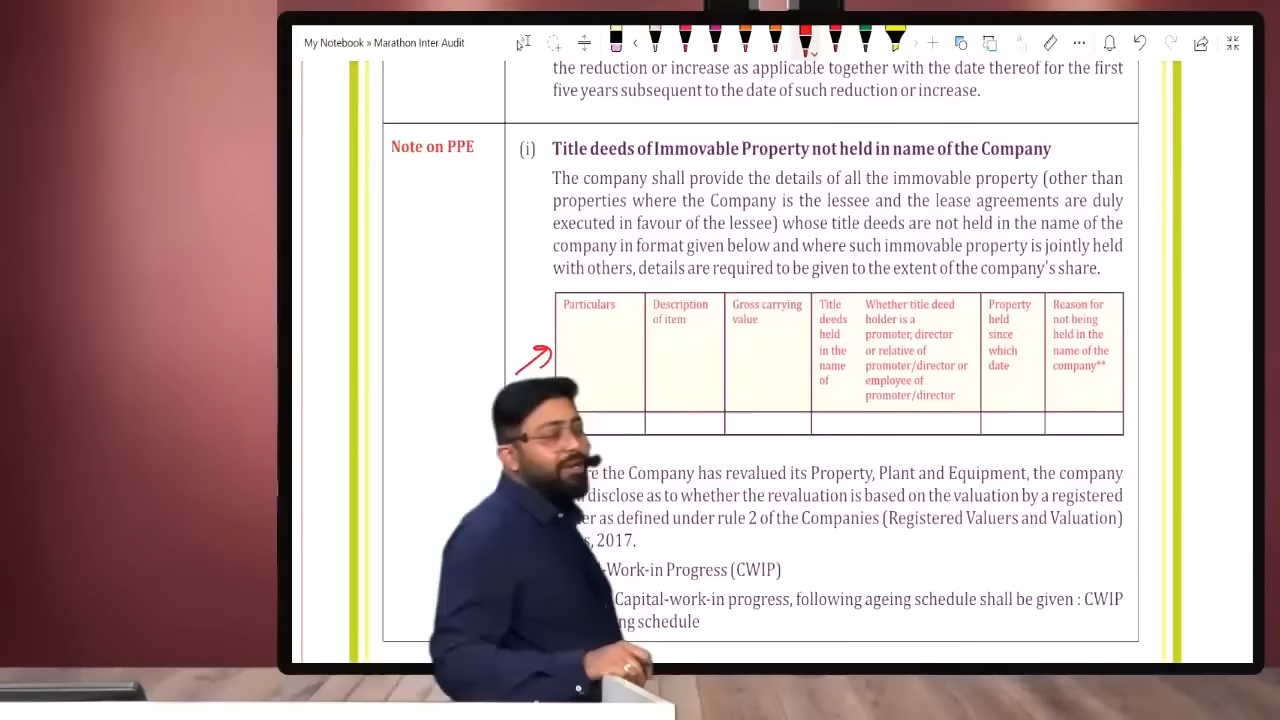 My Notebook » Marathon Inter Audit
the reduction or increase as applicable together with the date thereof for the first
five years subsequent to the date of such reduction or increase.
Note on PPE
(i) Title deeds of Immovable Property not held in name of the Company
The company shall provide the details of all the immovable property (other than
properties where the Company is the lessee and the lease agreements are duly
executed in favour of the lessee) whose title deeds are not held in the name of the
company in format given below and where such immovable property is jointly held
with others, details are required to be given to the extent of the company's share.
Particulars
Description
of item
Gross carrying
value
Title
deeds
held
in the
name
of
Whether title deed
holder is a
promoter, director
or relative of
promoter/director or
employee of
promoter/director
Property
held
since
which
date
Reason for
not being
held in the
name of the
company**
the Company has revalued its Property, Plant and Equipment, the company
disclose as to whether the revaluation is based on the valuation by a registered
as defined under rule 2 of the Companies (Registered Valuers and Valuation)
, 2017.
-Work-in Progress (CWIP)
Capital-work-in progress, following ageing schedule shall be given : CWIP
schedule